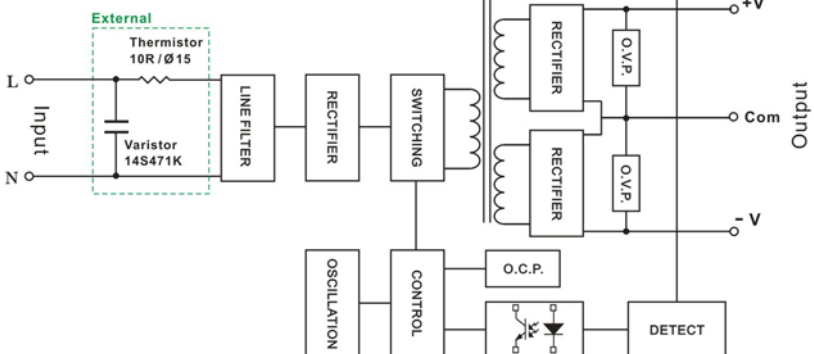 External
+V
Thermistor
10R/Ø15
L
Input
N
Varistor
14S471K
LINE FILTER
RECTIFIER
SWITCHING
RECTIFIER
RECTIFIER
O.V.P.
O.V.P.
Com
Output
- V
OSCILLATION
CONTROL
O.C.P.
DETECT